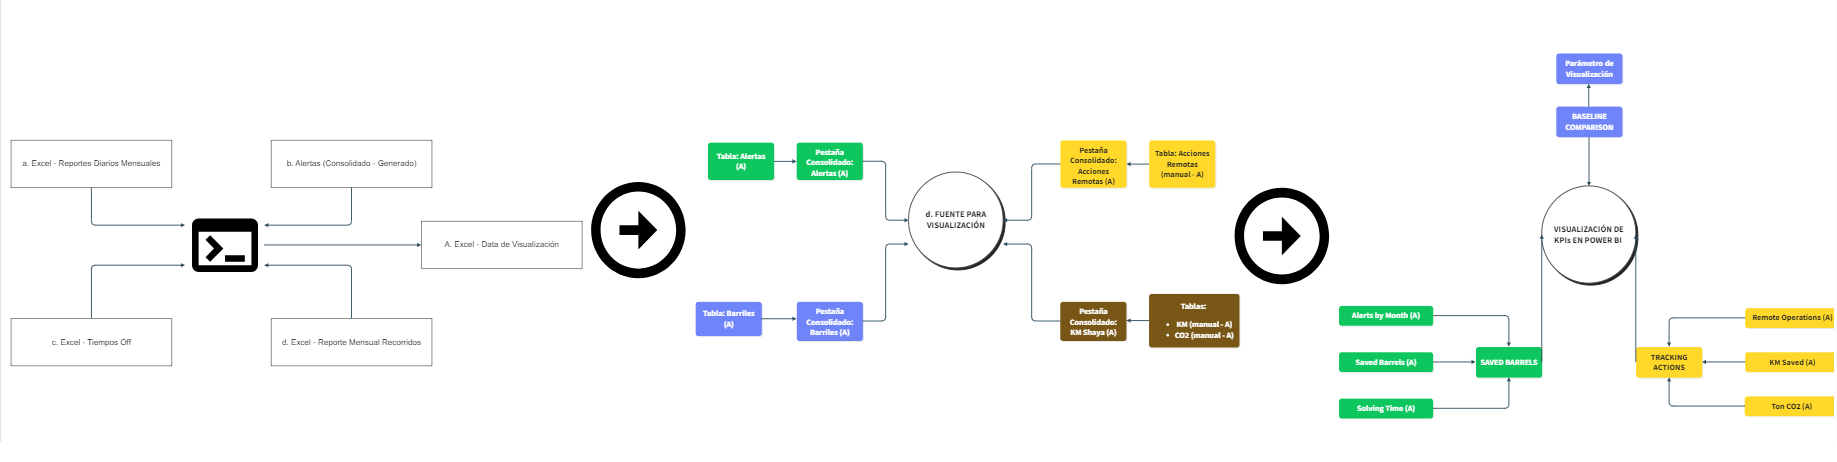 a. Excel - Reportes Diarios Mensuales
b. Alertas (Consolidado - Generado)
A. Excel - Data de Visualización
c. Excel - Tiempos Off
d. Excel - Reporte Mensual Recorridos
Tabla: Alertas
(A)
Pestaña
Consolidado:
Alertas (A)
Pestaña
Consolidado:
Acciones
Remotas (A)
Tabla: Acciones
Remotas
(manual - A)
d. FUENTE PARA
VISUALIZACIÓN
Tabla: Barriles
(A)
Pestaña
Consolidado:
Barriles (A)
Pestaña
Consolidado:
KM Shaya (A)
Tablas:
• KM (manual - A)
• CO2 (manual - A)
Parámetro de
Visualización
BASELINE
COMPARISON
VISUALIZACIÓN DE
KPIs EN POWER BI
Alerts by Month (A)
Saved Barrels (A)
Solving Time (A)
SAVED BARRELS
TRACKING
ACTIONS
Remote Operations (A)
KM Saved (A)
Ton CO2 (A)